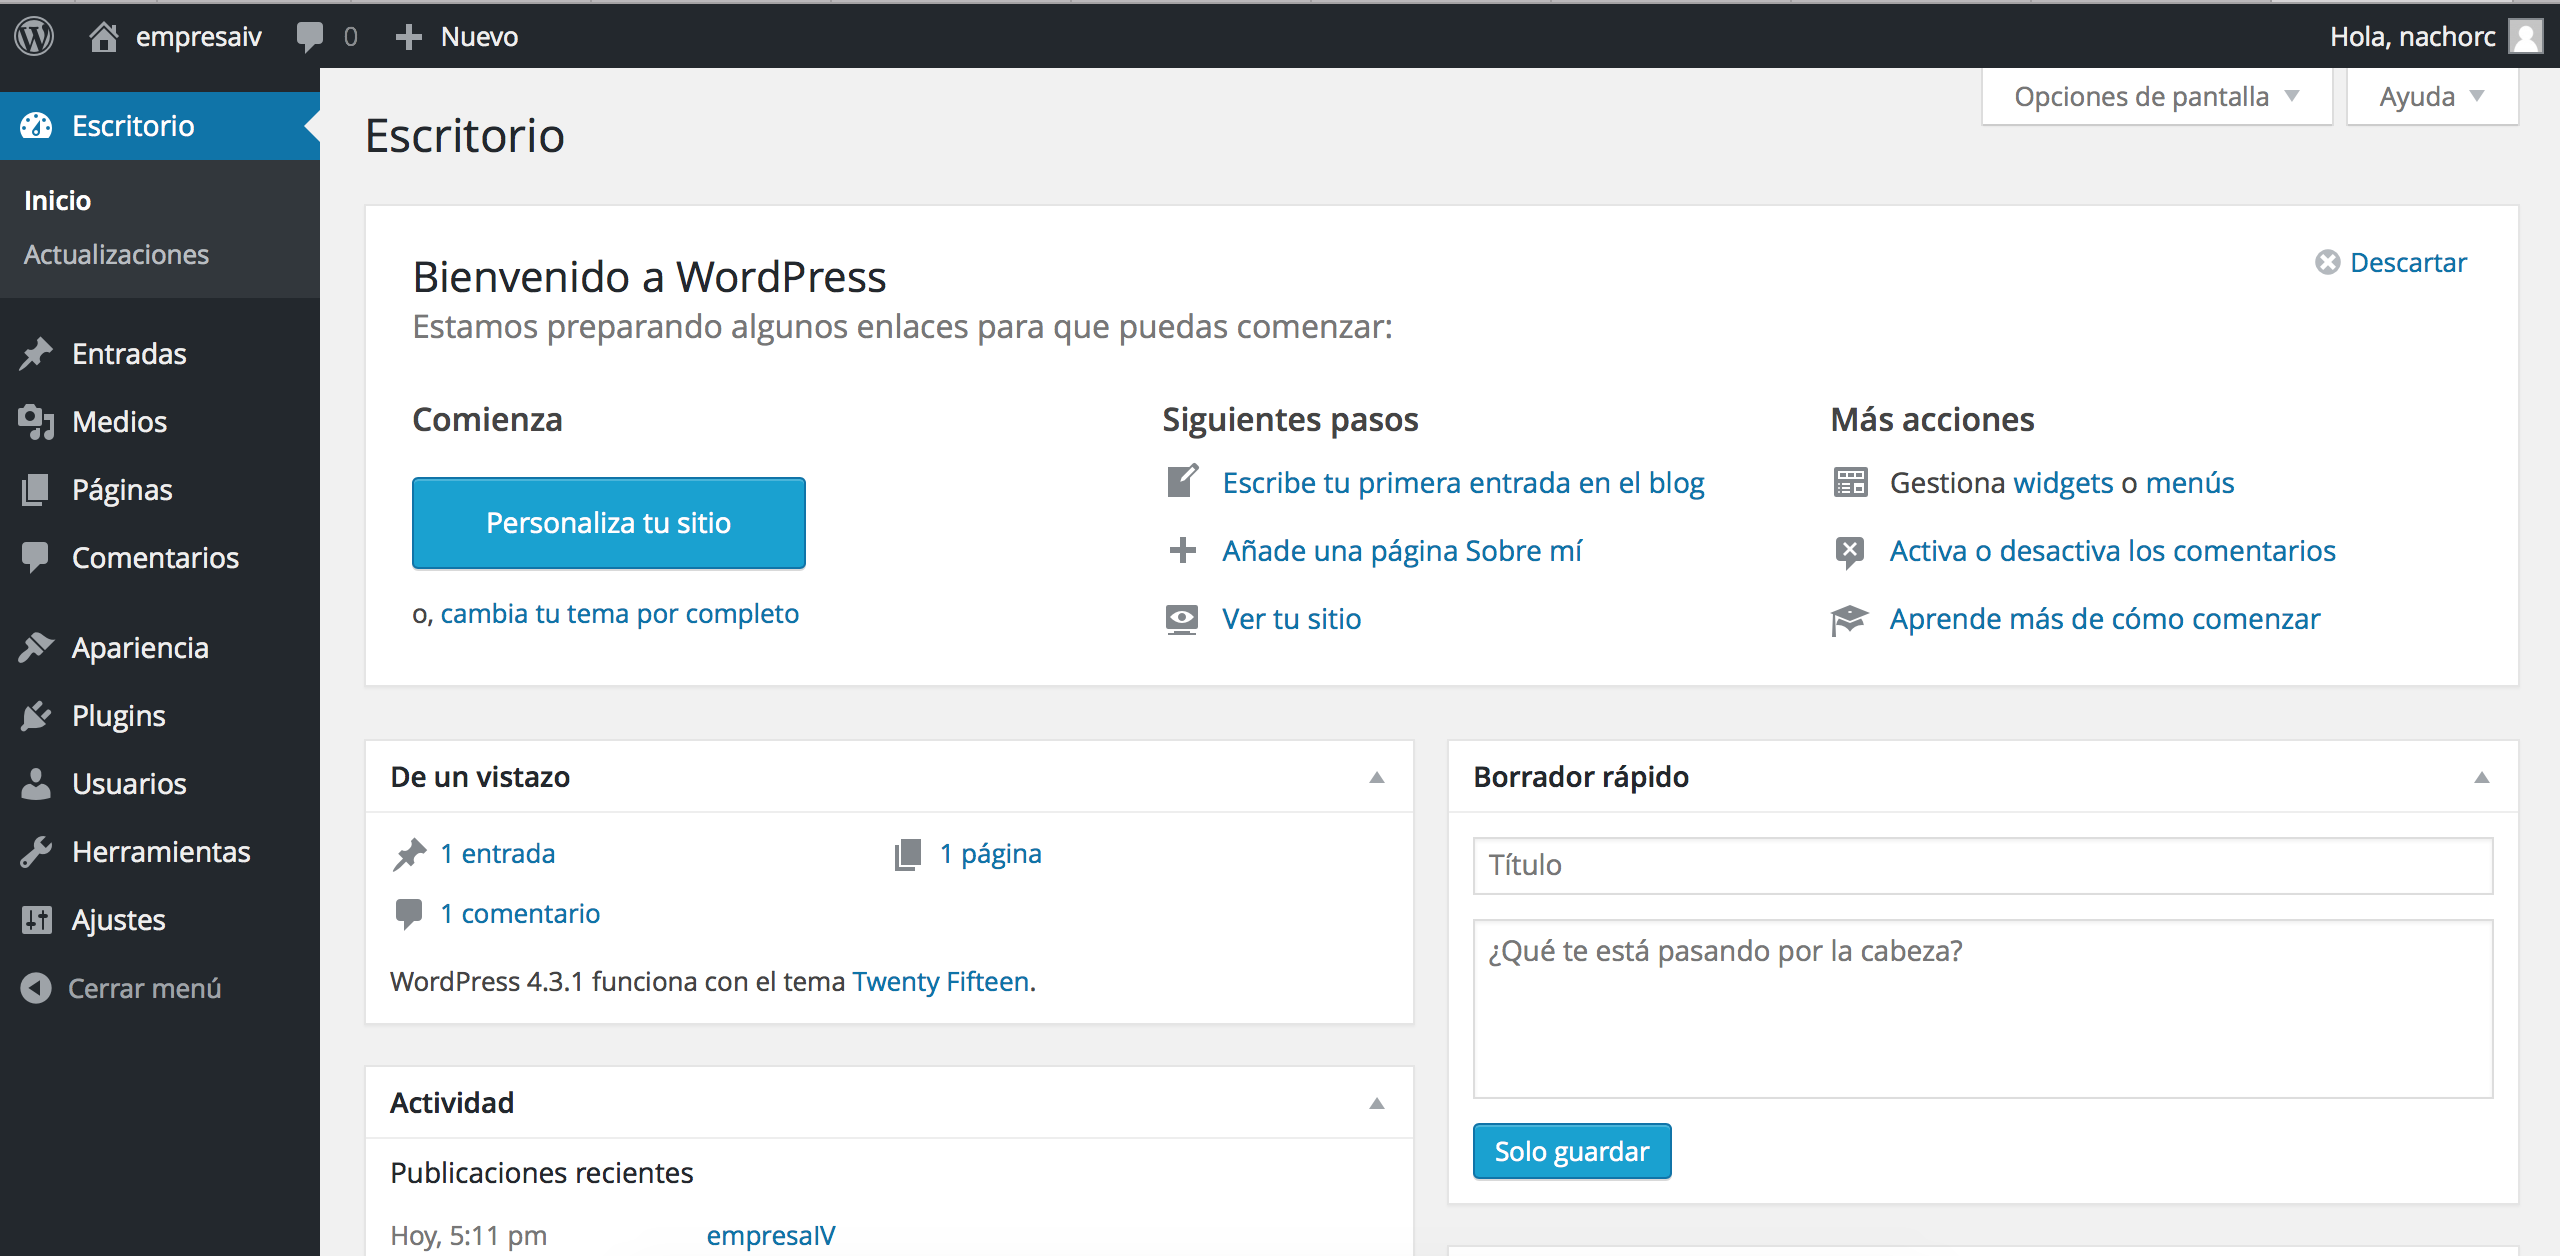 empresaiv 0 Nuevo Hola, nachorc
Escritorio
Inicio
Actualizaciones
Entradas
Medios
Páginas
Comentarios
Apariencia
Plugins
Usuarios
Herramientas
Ajustes
Cerrar menú
Opciones de pantalla Ayuda
Escritorio
Bienvenido a WordPress
Descartar
Estamos preparando algunos enlaces para que puedas comenzar:
Comienza
Personaliza tu sitio
o, cambia tu tema por completo
Siguientes pasos
Escribe tu primera entrada en el blog
Añade una página Sobre mí
Ver tu sitio
Más acciones
Gestiona widgets o menús
Activa o desactiva los comentarios
Aprende más de cómo comenzar
De un vistazo
1 entrada 1 página
1 comentario
WordPress 4.3.1 funciona con el tema Twenty Fifteen.
Actividad
Publicaciones recientes
Hoy, 5:11 pm empresaIV
Borrador rápido
Título
¿Qué te está pasando por la cabeza?
Solo guardar